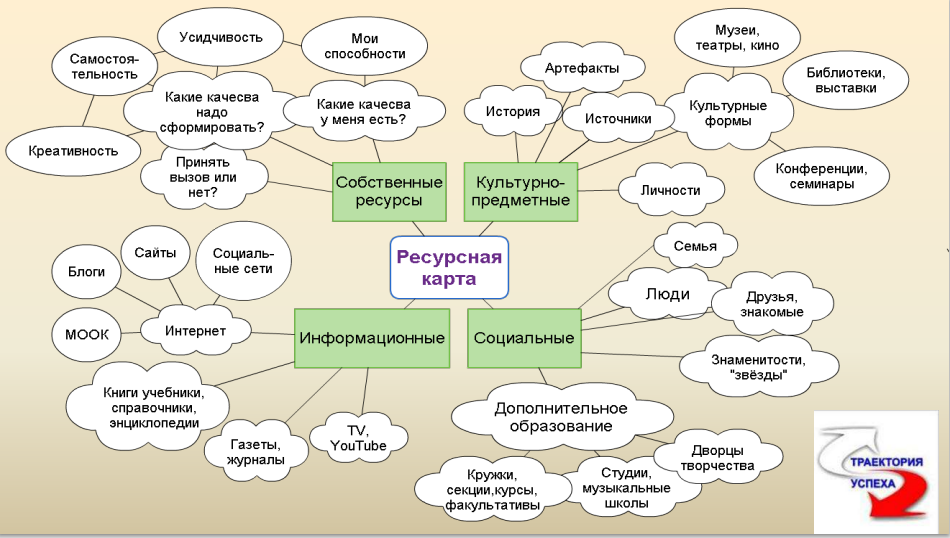 Усидчивость
Мои
способности
Самостоя-
тельность
Какие качесва
надо
сформировать?
Какие качесва
у меня есть?
Креативность
Принять
вызов или
нет?
Собственные
ресурсы
Музеи,
театры, кино
Артефакты
Библиотеки,
выставки
История
Источники
Культурные
формы
Конференции,
семинары
Культурно-
предметные
Личности
Ресурсная
карта
Семья
Люди
Друзья,
знакомые
Социальные
Знаменитости,
"звёзды"
Дополнительное
образование
Дворцы
творчества
Кружки,
секции,курсы,
факультативы
Студии,
музыкальные
школы
Сайты
Социаль-
ные сети
Блоги
МООК
Интернет
Информационные
Книги учебники,
справочники,
энциклопедии
Газеты,
журналы
TV,
YouTube
ТРАЕКТОРИЯ
УСПЕХА